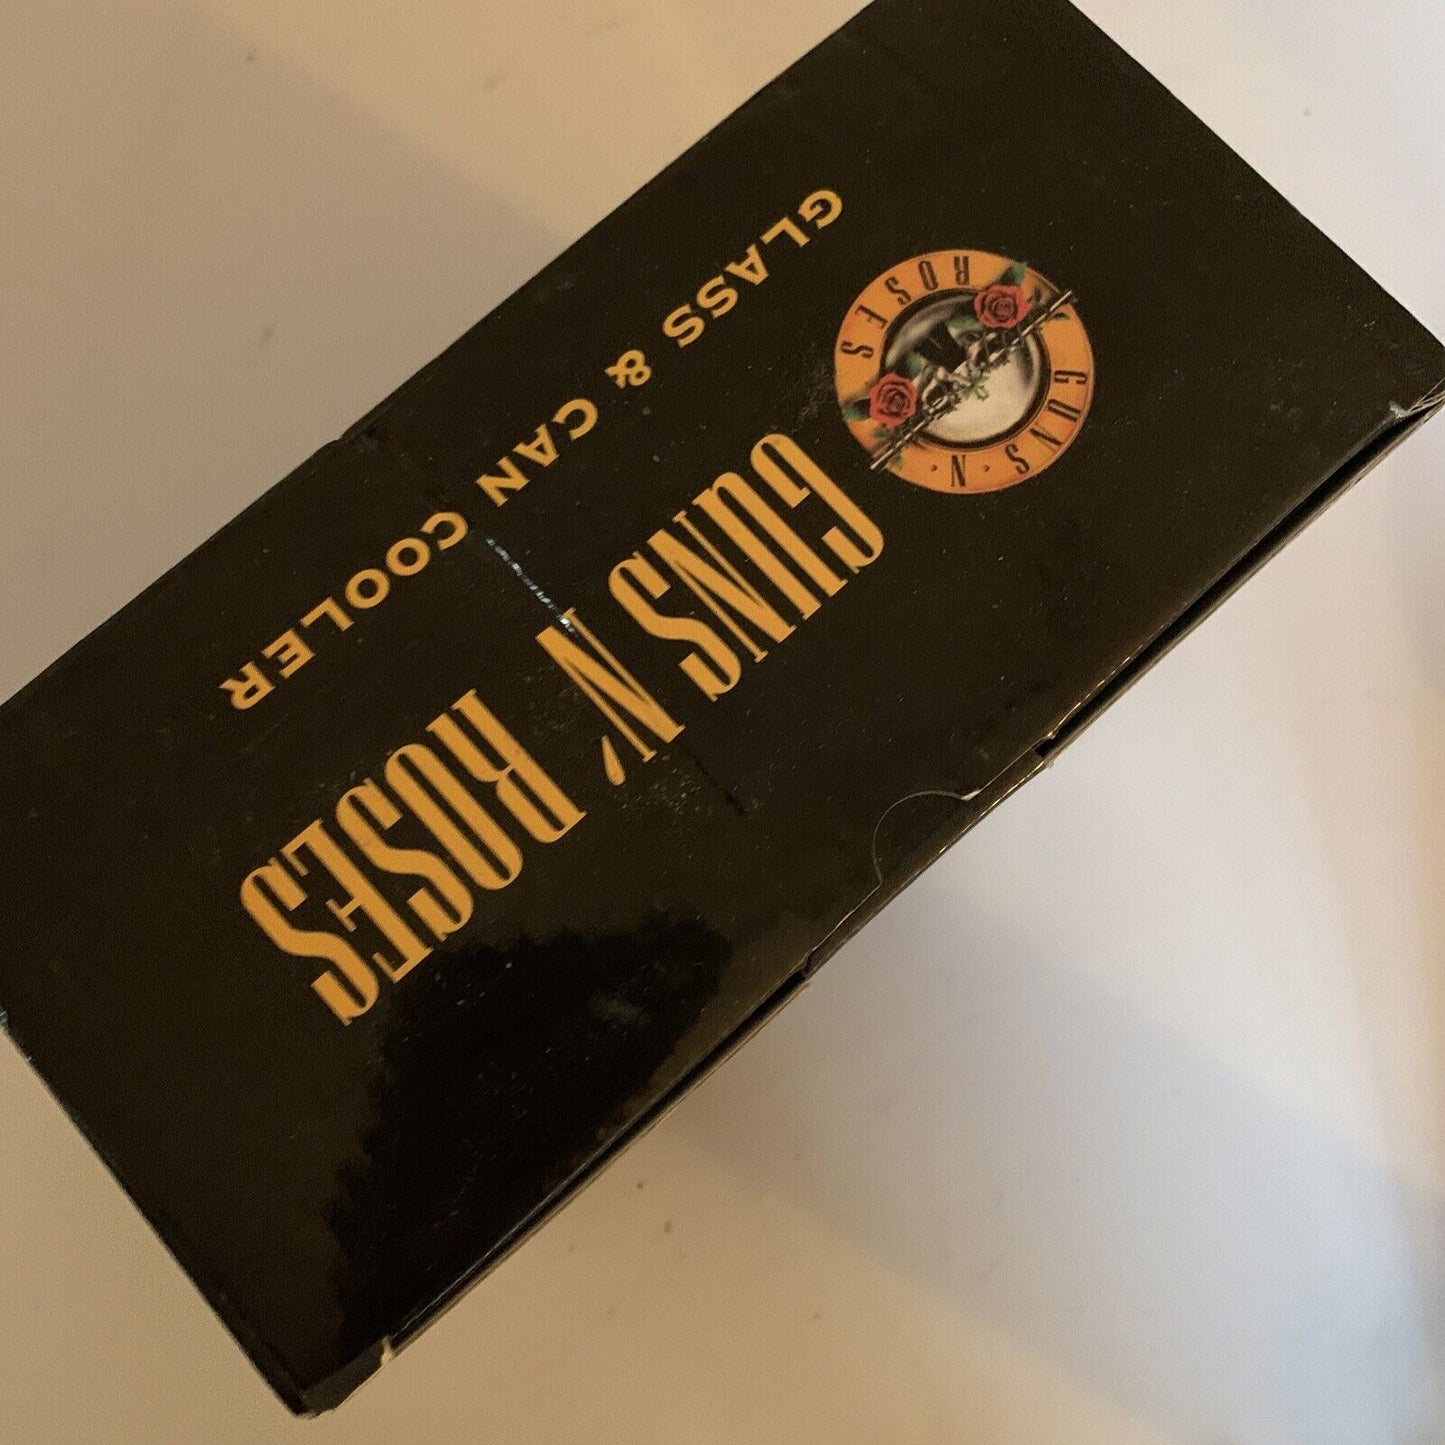 GUNS N' ROSES
GLASS & CAN COOLER
GUNS · N · ROSES